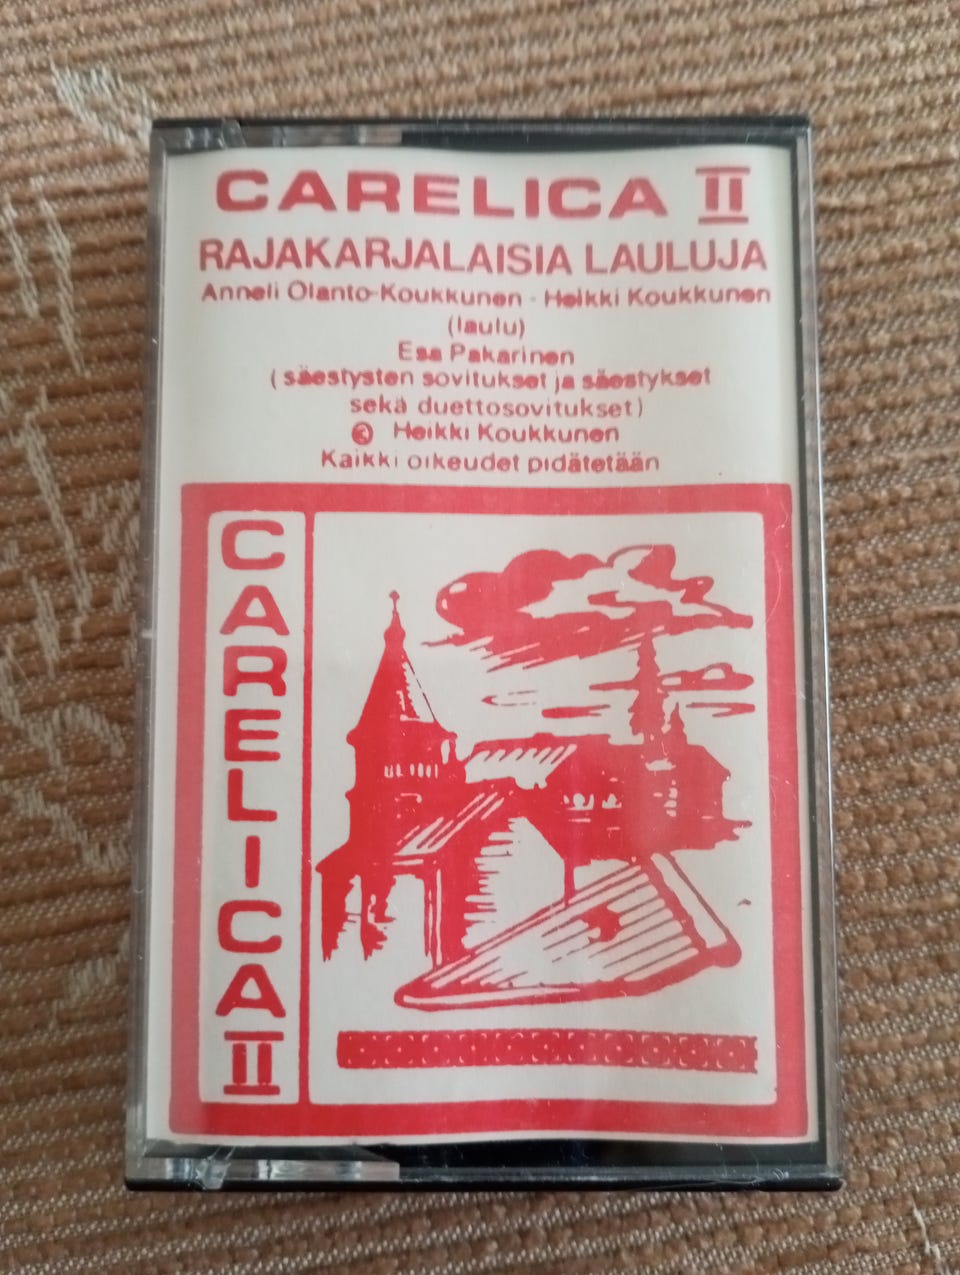 CARELICA II
RAJAKARJALAISIA LAULUJA
Anneli Olanto-Koukkunen - Heikki Koukkunen
(laulu)
Esa Pakarinen
(säestysten sovitukset ja säestykset
sekä duettosovitukset)
Heikki Koukkunen
Kaikki oikeudet pidätetään
CARELICA II